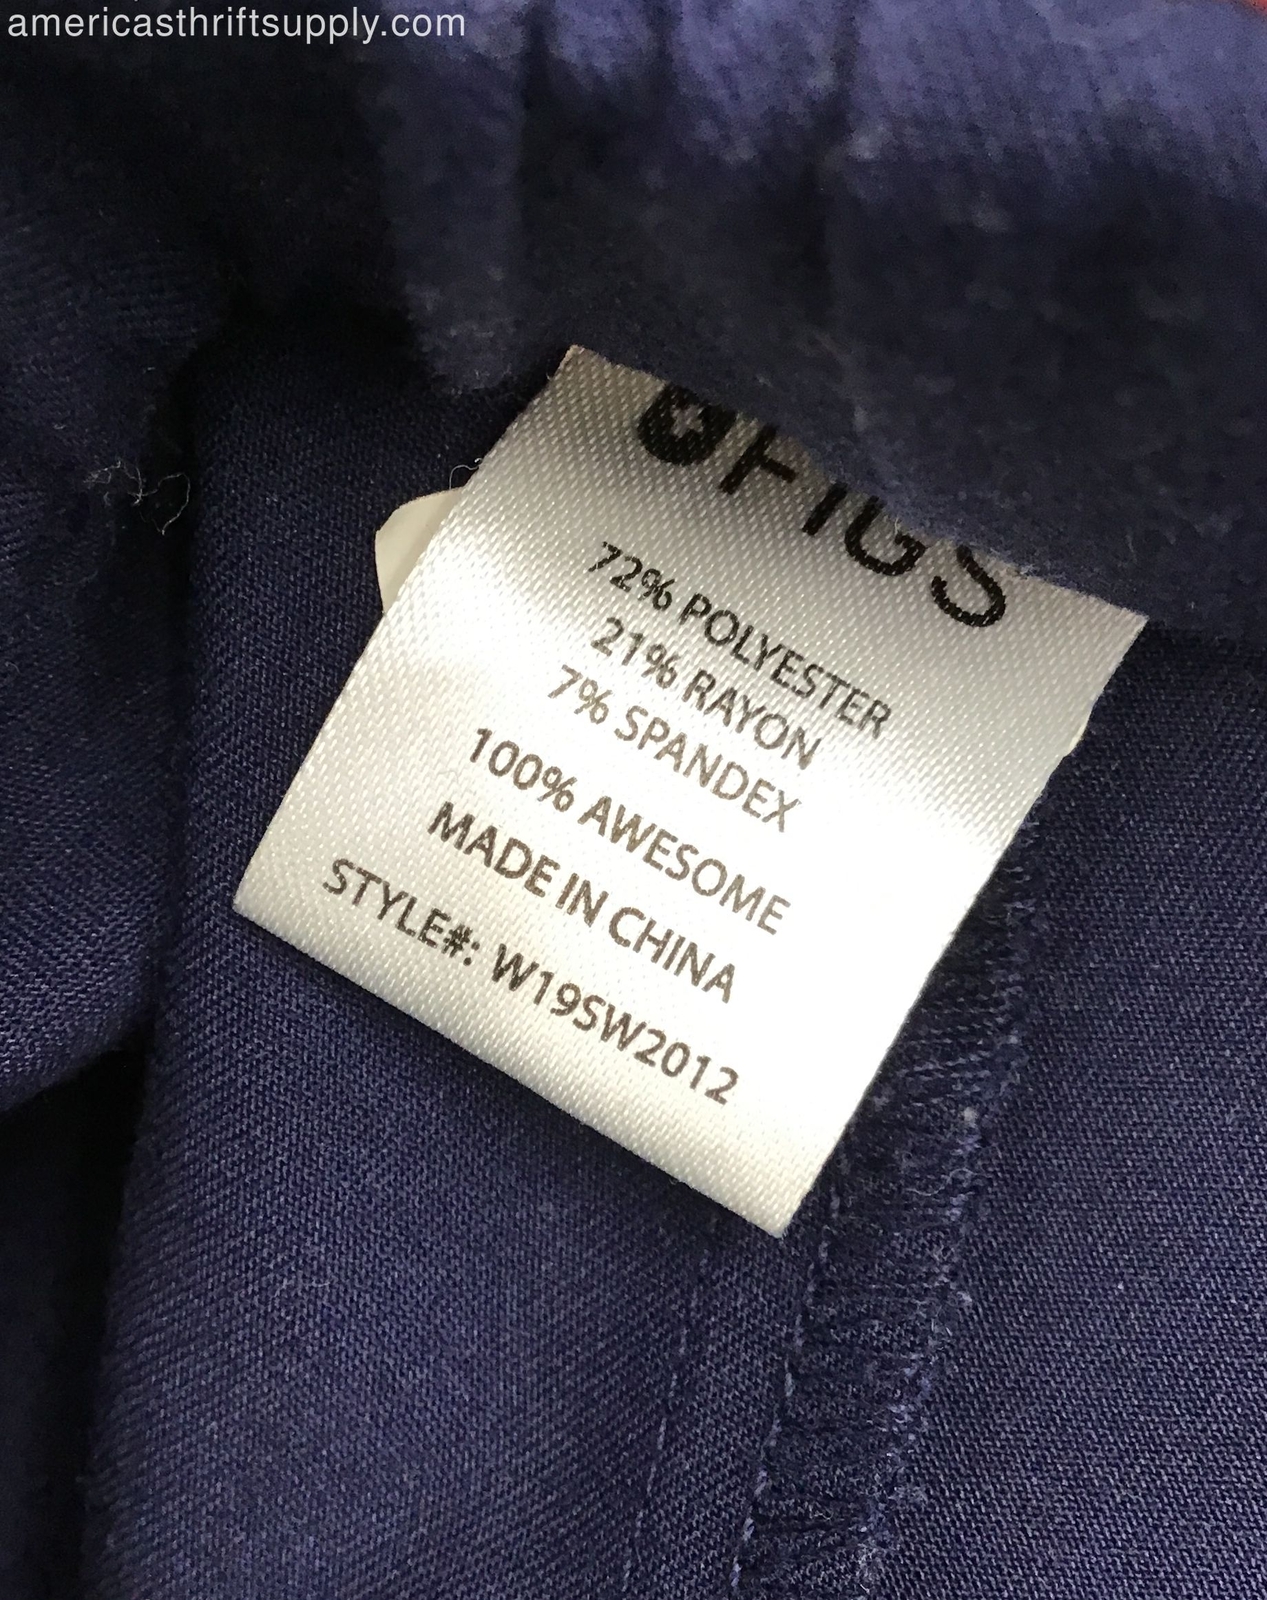 americasthriftsupply.com
FIGS
72% POLYESTER
21% RAYON
7% SPANDEX
100% AWESOME
MADE IN CHINA
STYLE#: W19SW2012